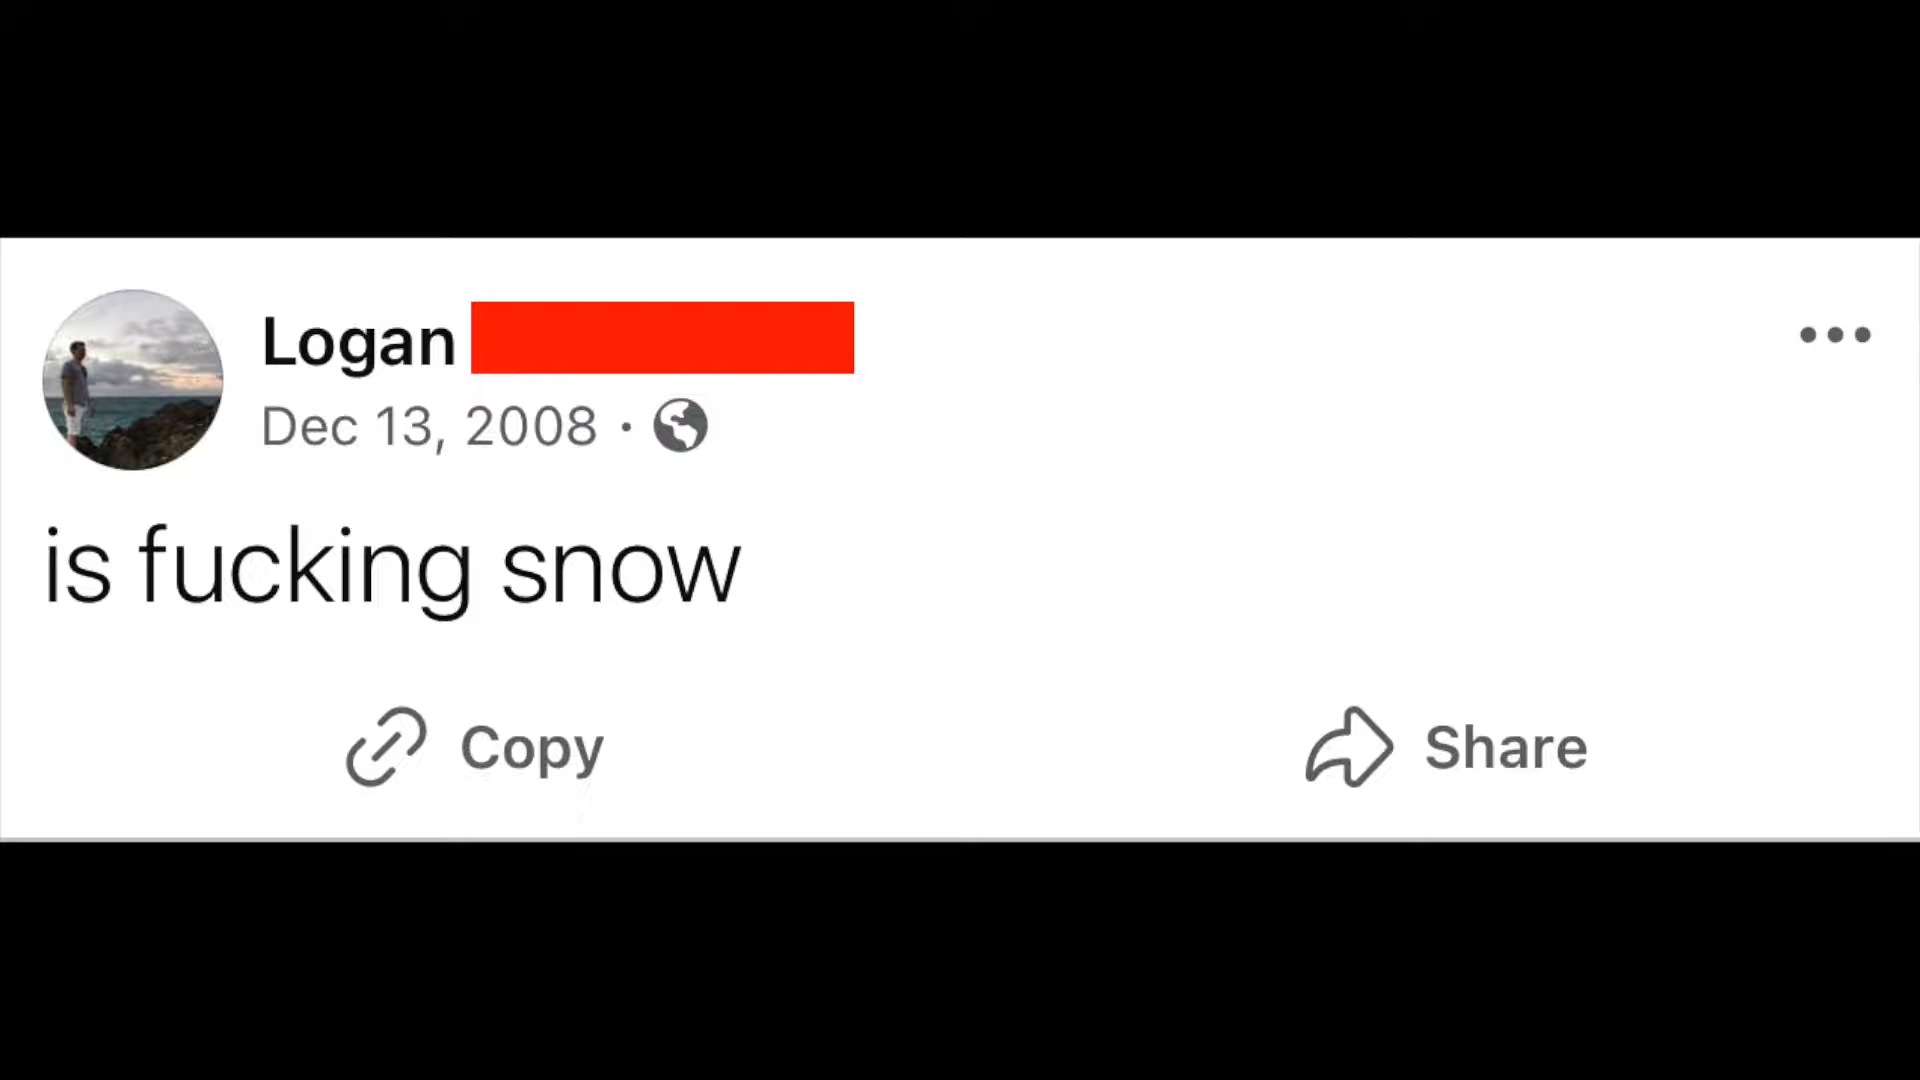 Logan
Dec 13, 2008 ·
is fucking snow
Copy
Share